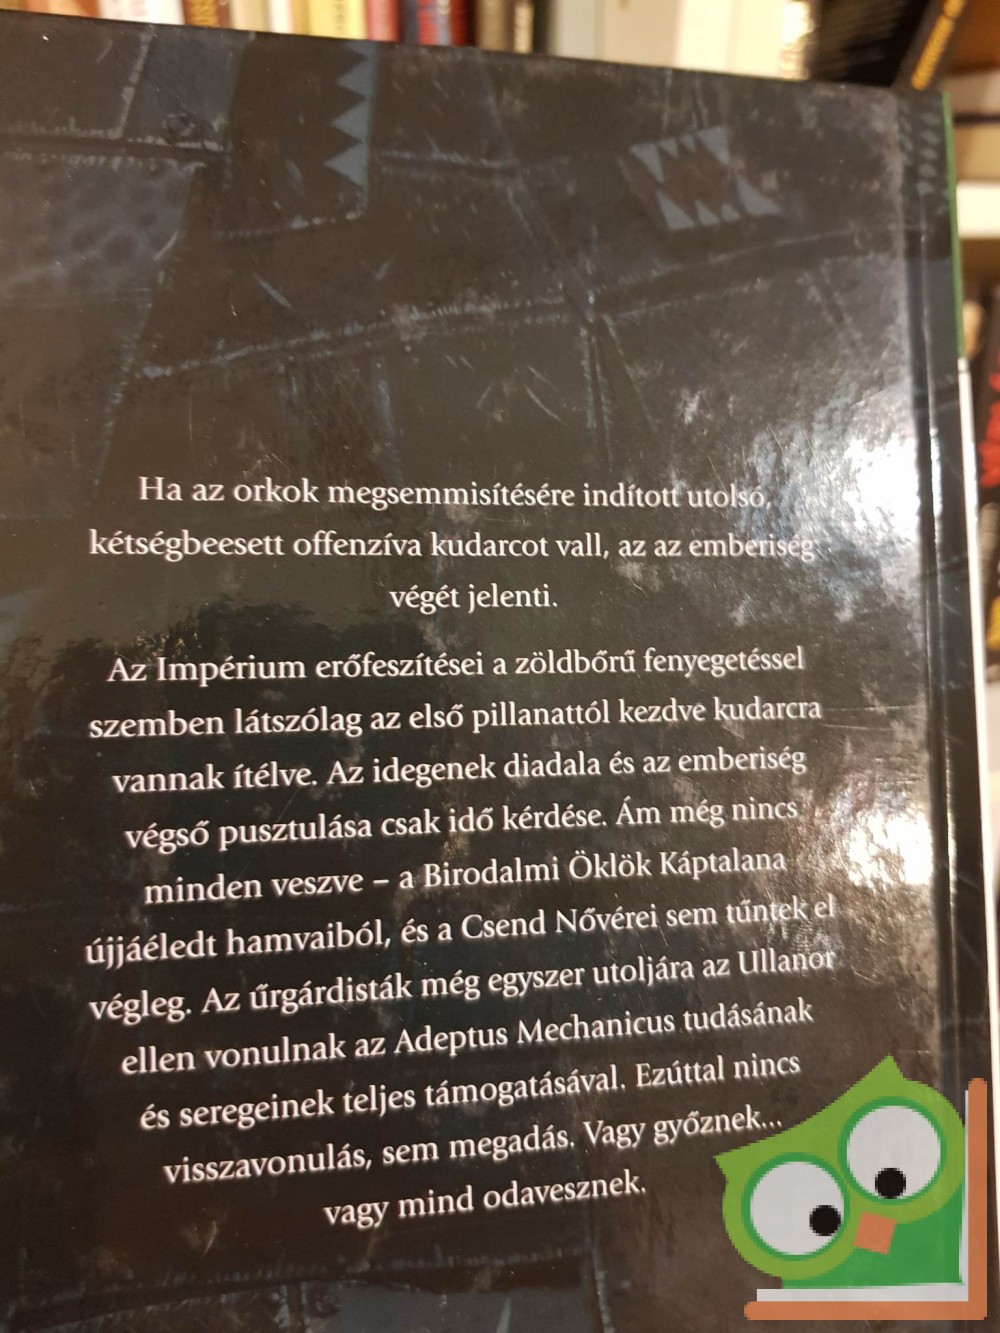 Ha az orkok megsemmisítésére indított utolsó,
kétségbeesett offenzíva kudarcot vall, az az emberiség
végét jelenti.
Az Impérium erőfeszítései a zöldbőrű fenyegetéssel
szemben látszólag az első pillanattól kezdve kudarcra
vannak ítélve. Az idegenek diadala és az emberiség
végső pusztulása csak idő kérdése. Ám még nincs
minden veszve – a Birodalmi Öklök Káptalana
újjáéledt hamvaiból, és a Csend Nővérei sem tűntek el
végleg. Az űrgárdisták még egyszer utoljára az Ullanor
ellen vonulnak az Adeptus Mechanicus tudásának
és seregeinek teljes támogatásával. Ezúttal nincs
visszavonulás, sem megadás. Vagy győznek...
vagy mind odavesznek.